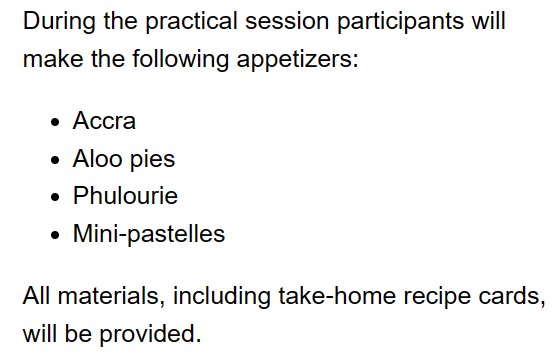 During the practical session participants will
make the following appetizers:
• Accra
• Aloo pies
• Phulourie
• Mini-pastelles
All materials, including take-home recipe cards,
will be provided.